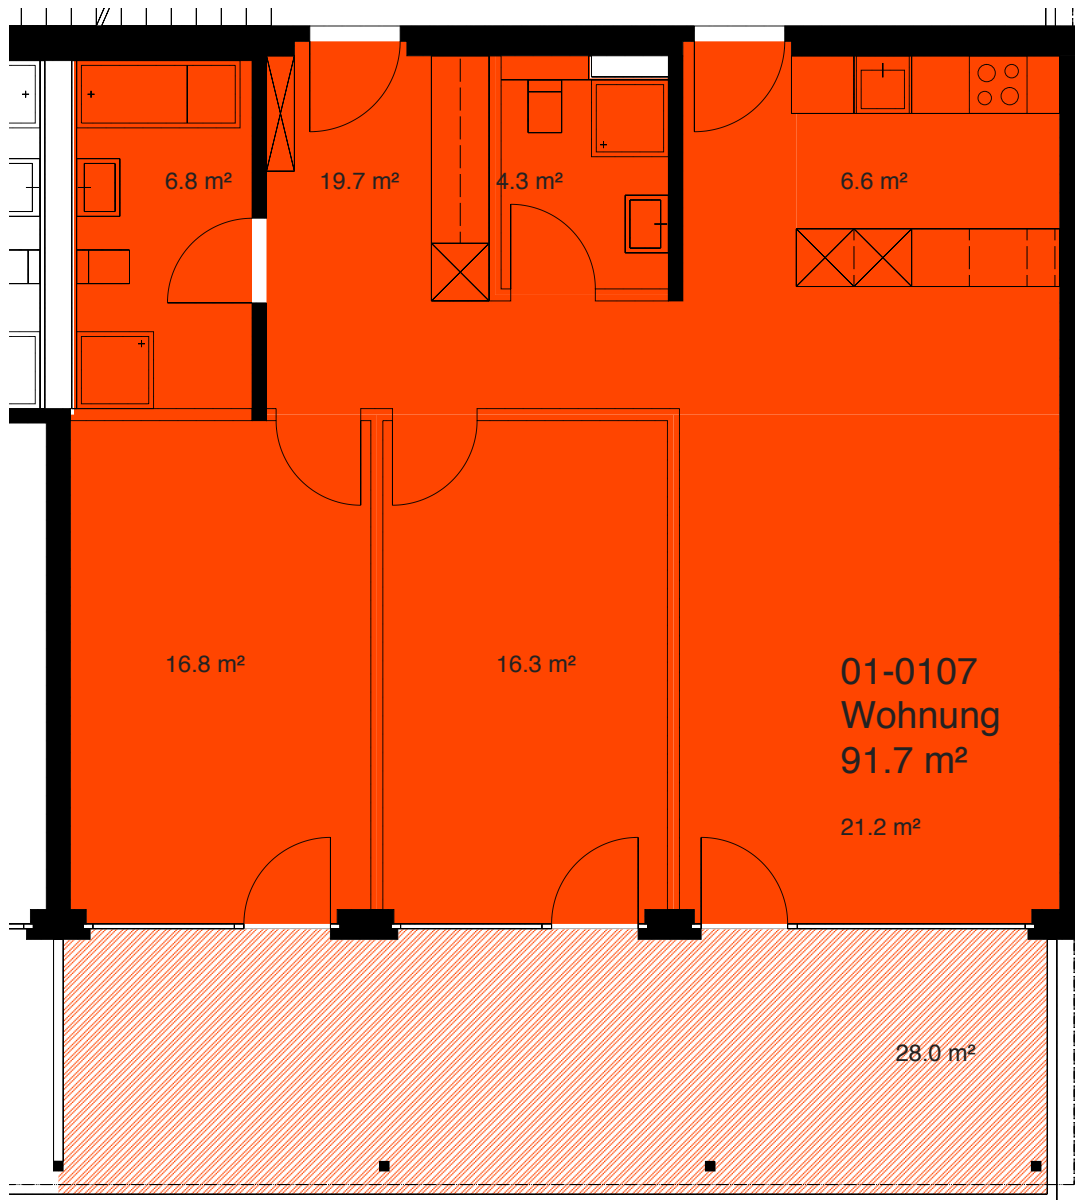 6.8 m²
19.7 m²
4.3 m²
6.6 m²
16.8 m²
16.3 m²
01-0107
Wohnung
91.7 m²
21.2 m²
28.0 m²